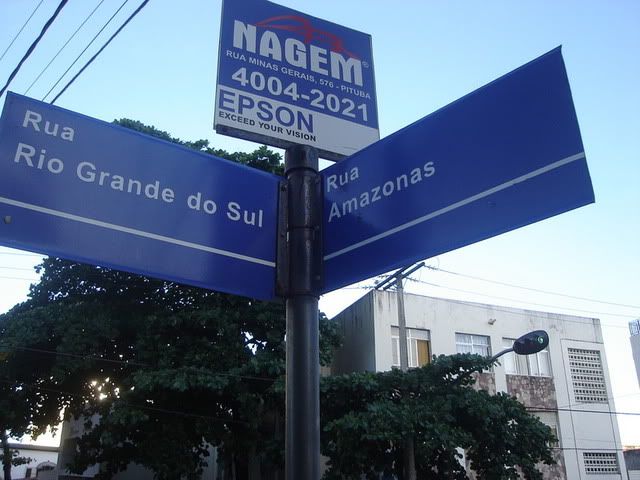 NAGEM
RUA MINAS GERAIS, 576 - PITUBA
4004-2021
EPSON
EXCEED YOUR VISION
Rua
Rio Grande do Sul
Rua
Amazonas